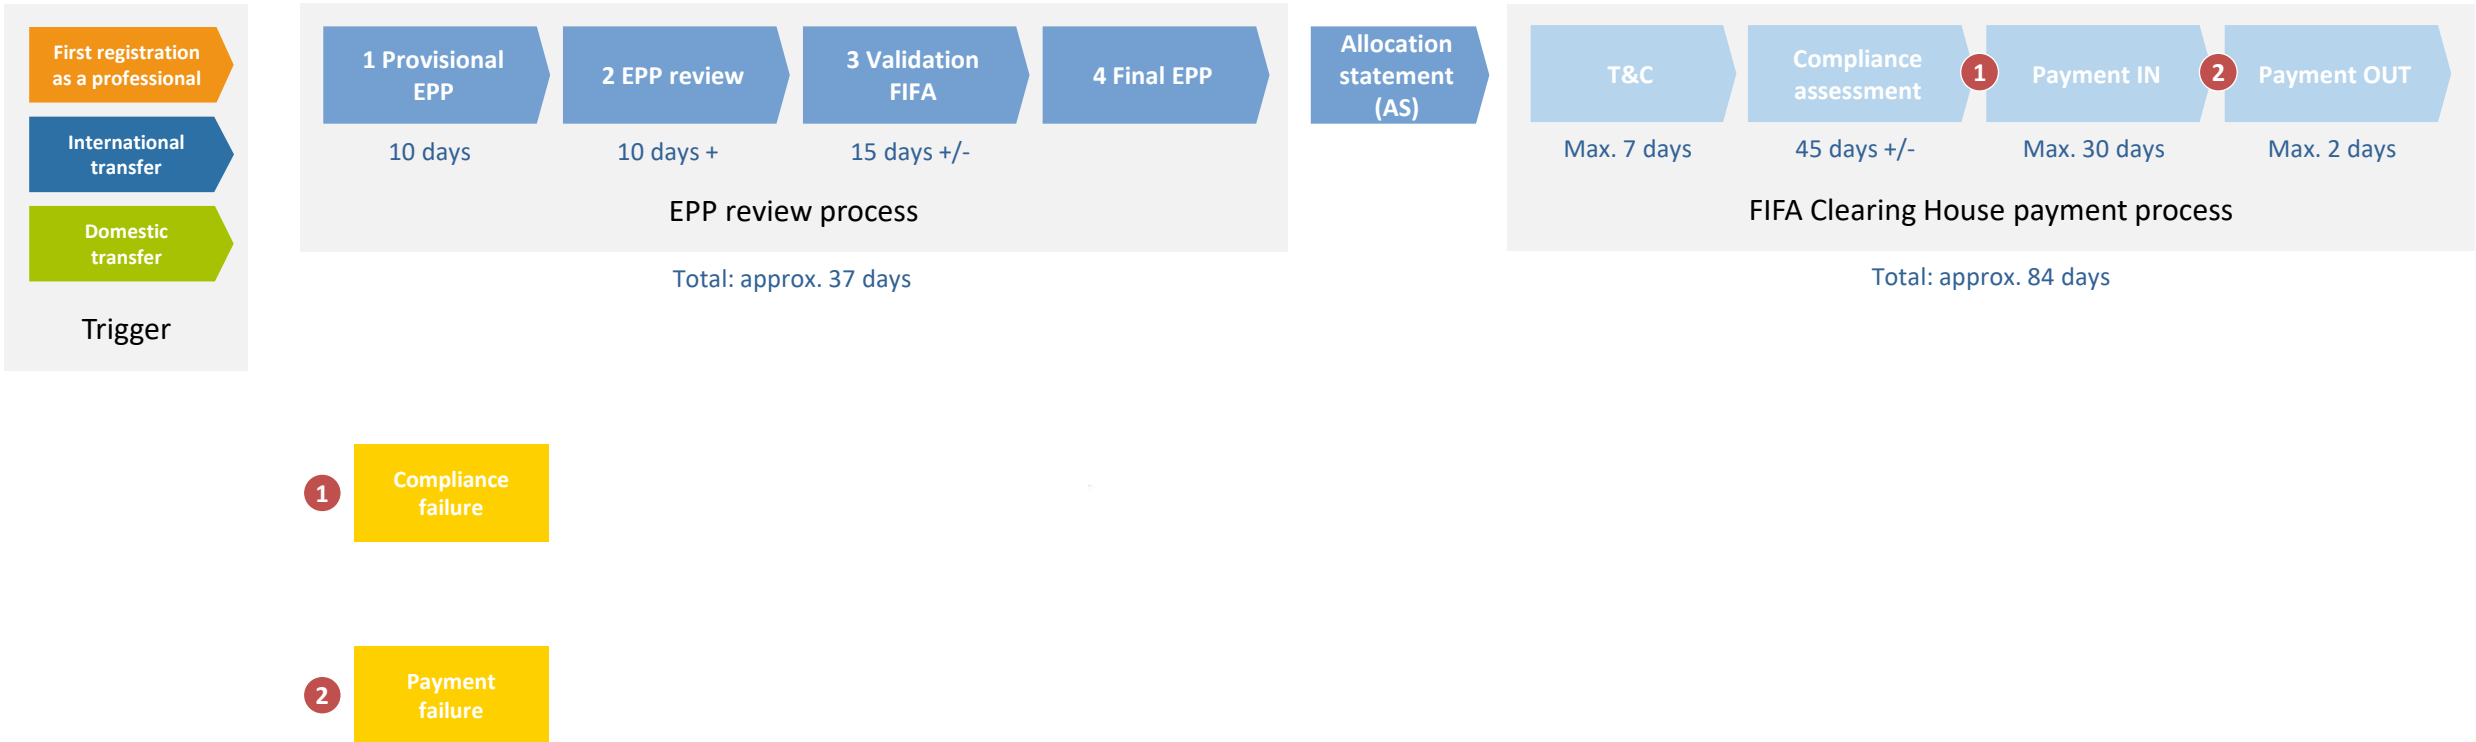 First registration
as a professional
International
transfer
Domestic
transfer
Trigger
1 Provisional
EPP
10 days
2 EPP review
10 days +
3 Validation
FIFA
15 days +/-
4 Final EPP
EPP review process
Total: approx. 37 days
Allocation
statement
(AS)
T&C
Max. 7 days
Compliance
assessment
45 days +/-
1
Payment IN
Max. 30 days
2
Payment OUT
Max. 2 days
FIFA Clearing House payment process
Total: approx. 84 days
1
Compliance
failure
2
Payment
failure